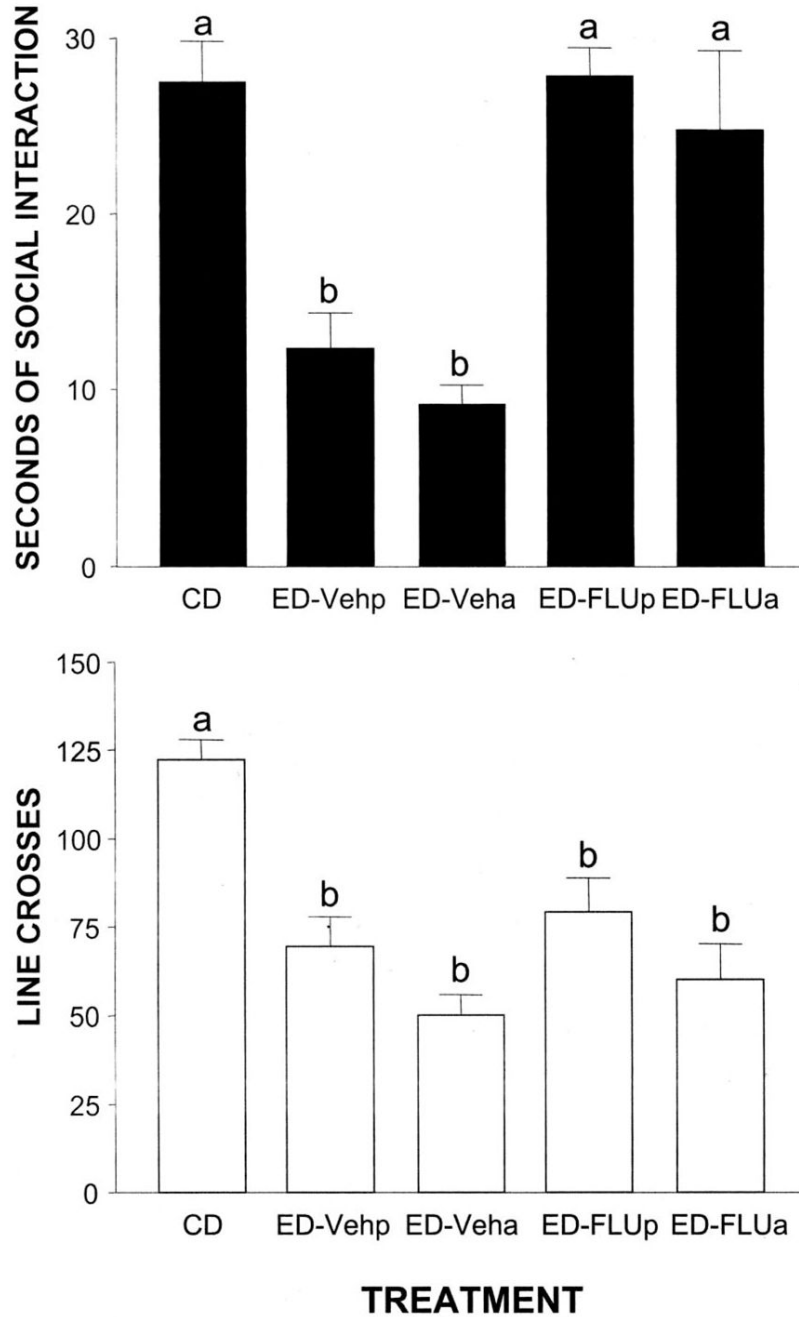 SECONDS OF SOCIAL INTERACTION
30
20
10
0
a
b
b
a
a
CD ED-Vehp ED-Veha ED-FLUp ED-FLUa
LINE CROSSES
150
125
100
75
50
25
0
a
b
b
b
b
CD ED-Vehp ED-Veha ED-FLUp ED-FLUa
TREATMENT